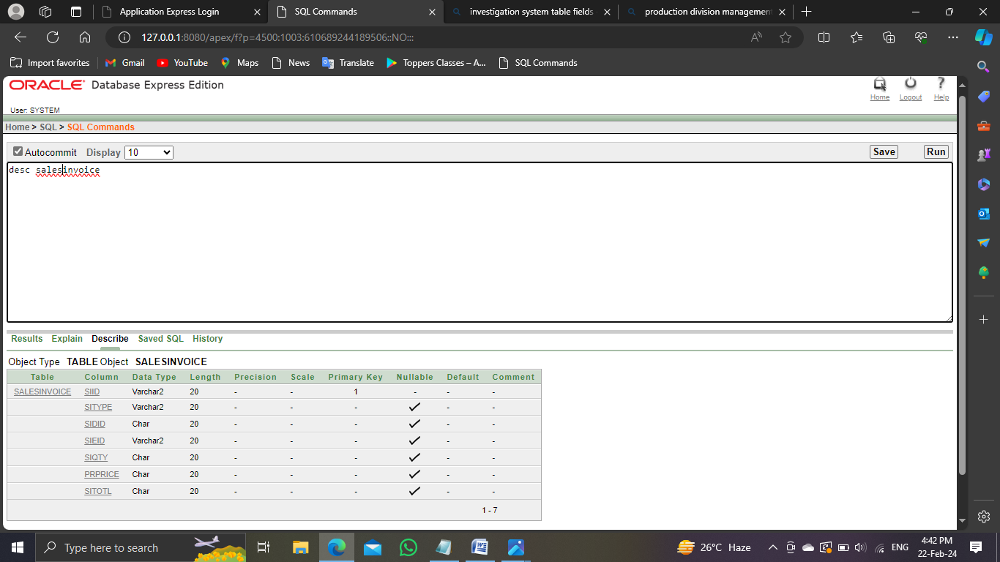 Application Express Login
SQL Commands
investigation system table fields
production division management
127.0.0.1:8080/apex/f?p=4500:1003:610689244189506::NO:::
Import favorites
Gmail
YouTube
Maps
News
Translate
Toppers Classes – A...
SQL Commands
ORACLE Database Express Edition
Home Logout Help
User: SYSTEM
Home > SQL > SQL Commands
Autocommit Display 10
Save Run
desc salesinvoice
Results Explain Describe Saved SQL History
Object Type TABLE Object SALESINVOICE
Table Column Data Type Length Precision Scale Primary Key Nullable Default Comment
SALESINVOICE SIID Varchar2 20 - - 1 - - -
SITYPE Varchar2 20 - - - ✓ - -
SIDID Char 20 - - - ✓ - -
SIEID Varchar2 20 - - - ✓ - -
SIQTY Char 20 - - - ✓ - -
PRPRICE Char 20 - - - ✓ - -
SITOTL Char 20 - - - ✓ - -
1 - 7
Type here to search
26°C Haze
ENG
4:42 PM
22-Feb-24